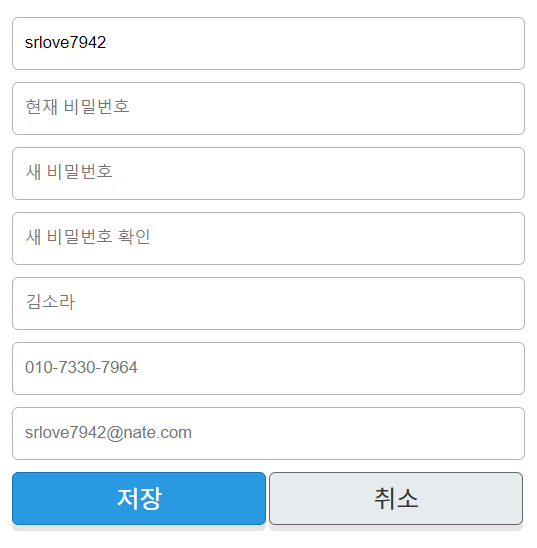 srlove7942
현재 비밀번호
새 비밀번호
새 비밀번호 확인
김소라
010-7330-7964
srlove7942@nate.com
저장 취소